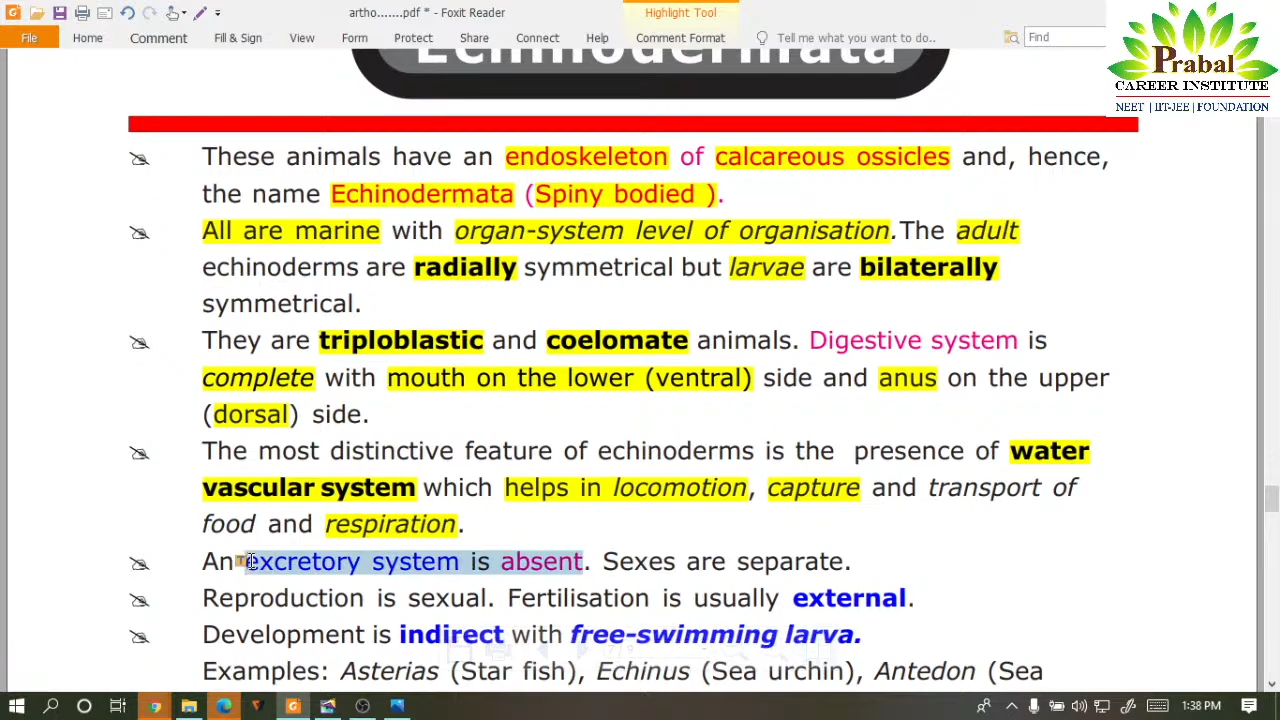 artho.......pdf * - Foxit Reader
Highlight Tool
File Home Comment Fill & Sign View Form Protect Share Connect Help Comment Format Tell me what you want to do.. Find
Prabal
CAREER INSTITUTE
NEET | IIT-JEE | FOUNDATION
Echinodermata
These animals have an endoskeleton of calcareous ossicles and, hence,
the name Echinodermata (Spiny bodied ).
All are marine with organ-system level of organisation.The adult
echinoderms are radially symmetrical but larvae are bilaterally
symmetrical.
They are triploblastic and coelomate animals. Digestive system is
complete with mouth on the lower (ventral) side and anus on the upper
(dorsal) side.
The most distinctive feature of echinoderms is the presence of water
vascular system which helps in locomotion, capture and transport of
food and respiration.
An excretory system is absent. Sexes are separate.
Reproduction is sexual. Fertilisation is usually external.
Development is indirect with free-swimming larva.
Examples: Asterias (Star fish), Echinus (Sea urchin), Antedon (Sea
1:38 PM